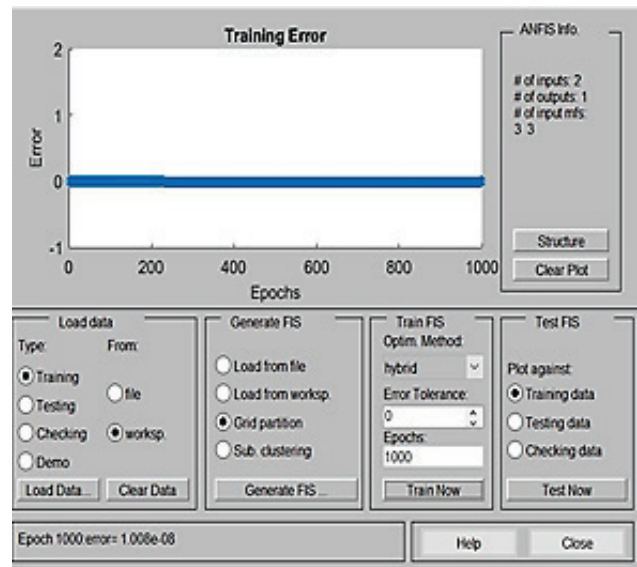 Training Error
2
1
0
-1
Error
0 200 400 600 800 1000
Epochs
ANFIS Info.
# of inputs: 2
# of outputs: 1
# of input mfs:
3 3
Structure
Clear Plot
Load data
Type: From:
Training
Testing
Checking
Demo
file
worksp.
Load Data... Clear Data
Generate FIS
Load from file
Load from worksp.
Grid partition
Sub. clustering
Generate FIS ...
Train FIS
Optim. Method:
hybrid
Error Tolerance:
0
Epochs:
1000
Train Now
Test FIS
Plot against:
Training data
Testing data
Checking data
Test Now
Epoch 1000 error= 1.008e-08
Help Close